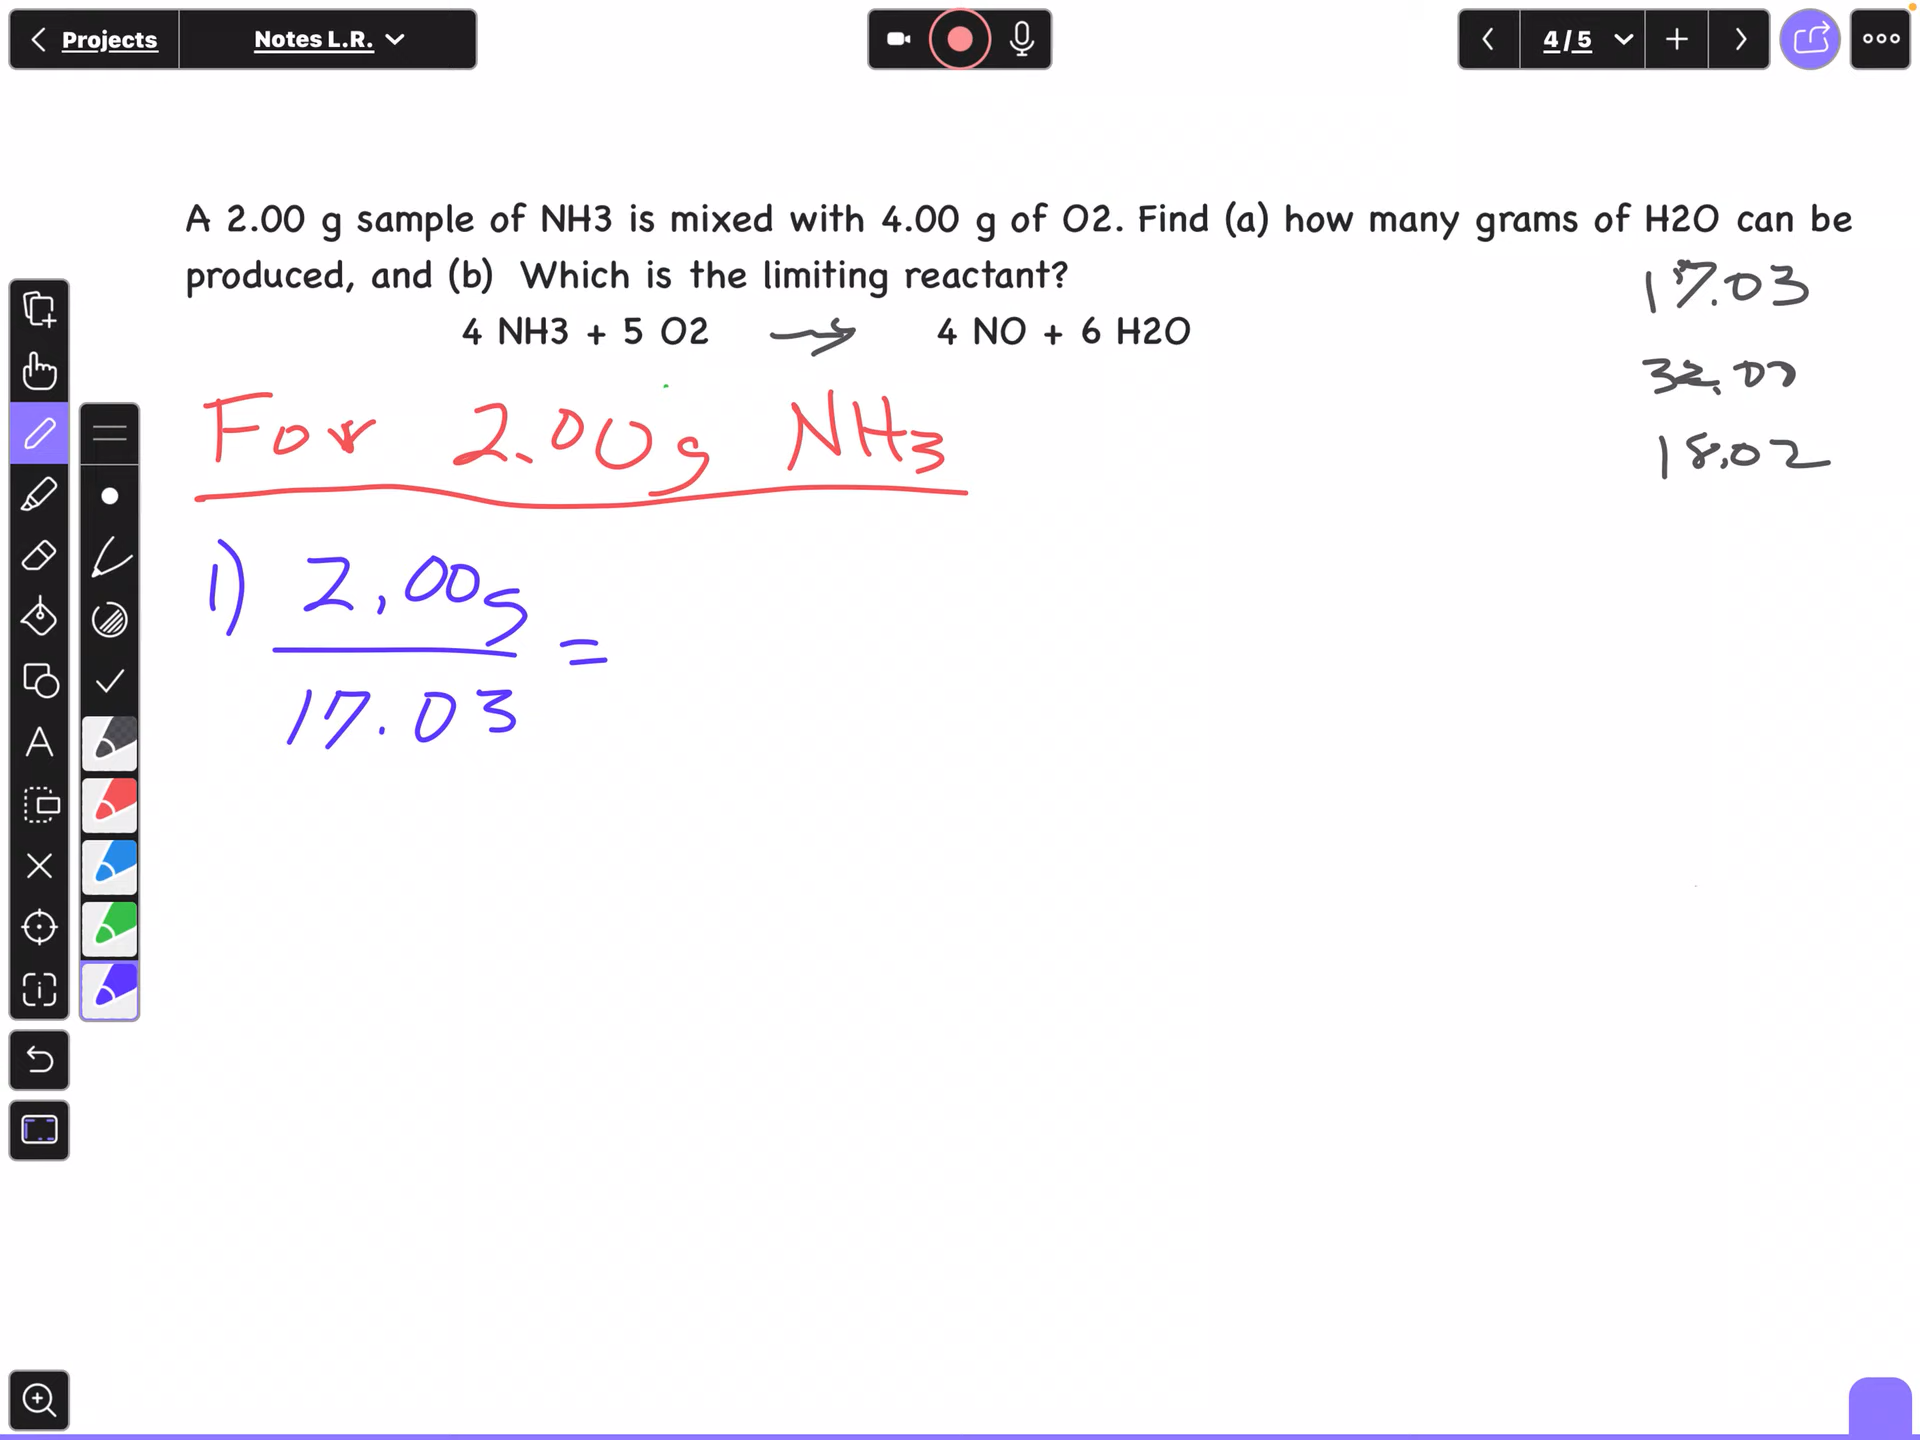 Projects
Notes L.R.
4/5
A 2.00 g sample of NH3 is mixed with 4.00 g of O2. Find (a) how many grams of H2O can be
produced, and (b) Which is the limiting reactant?
4 NH3 + 5 O2 → 4 NO + 6 H2O
17.03
32.00
18.02
For 2.00g NH3
1) 2.00g
=
17.03
A